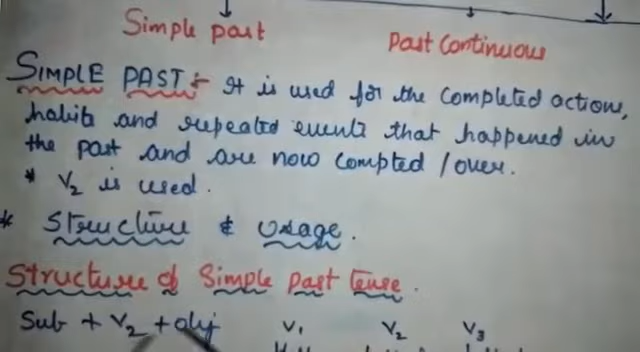 Simple past
Past Continuous
SIMPLE PAST :- It is used for the completed actions,
habits and repeated events that happened in
the past and are now compted / over.
* V2 is used.
* Structure & Usage.
Structure of Simple Past Tense.
Sub + V2 + obj V1 V2 V3